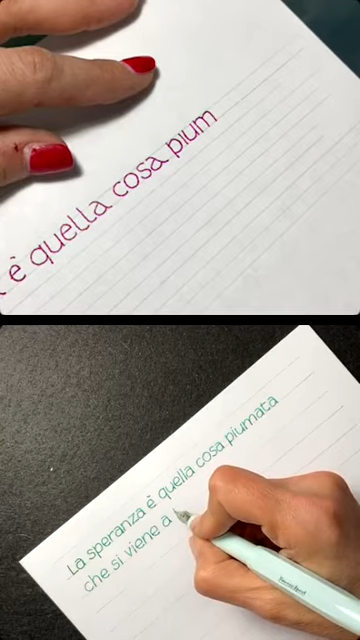 è quella cosa pium
La speranza è quella cosa piumata
che si viene a